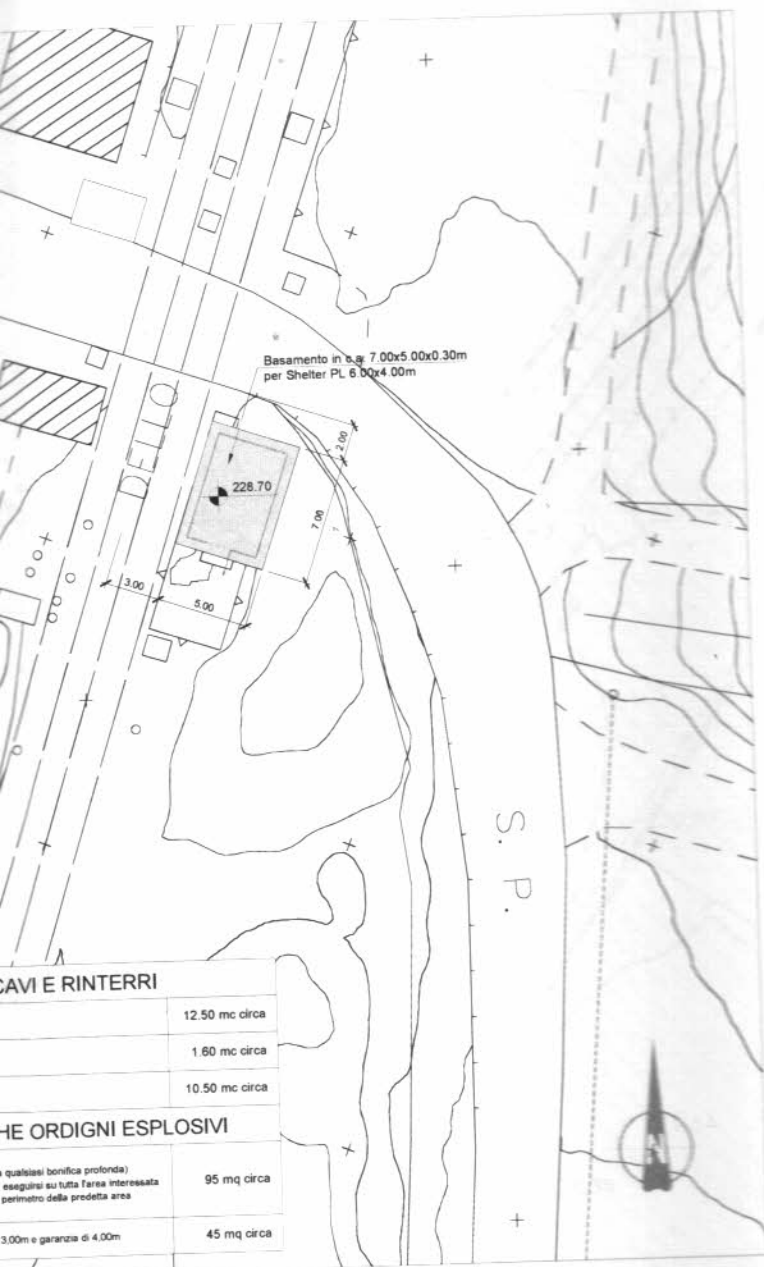 Basamento in c.a. 7.00x5.00x0.30m
per Shelter PL 6.00x4.00m
2.00
228.70
7.00
3.00
5.00
S. P.
CAVI E RINTERRI
12.50 mc circa
1.60 mc circa
10.50 mc circa
HE ORDIGNI ESPLOSIVI
qualsiasi bonifica profonda)
eseguirsi su tutta l'area interessata
perimetro della predetta area
95 mq circa
3,00m e garanzia di 4,00m
45 mq circa
N